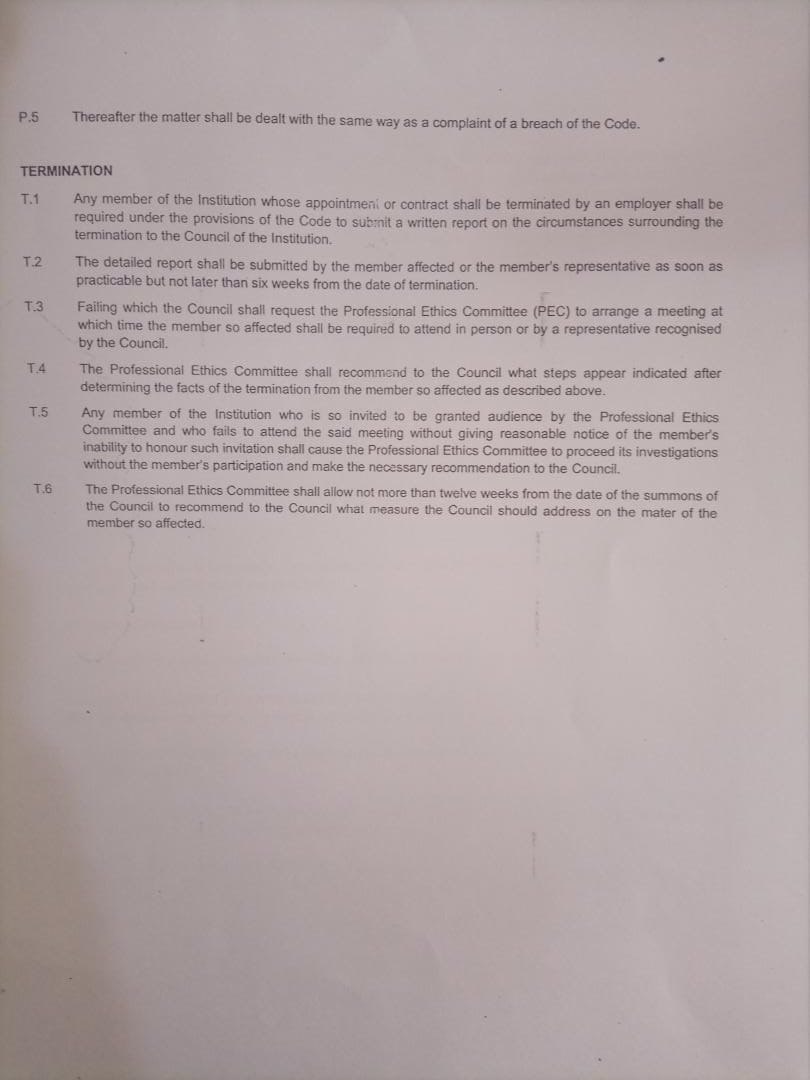 P.5 Thereafter the matter shall be dealt with the same way as a complaint of a breach of the Code.
TERMINATION
T.1 Any member of the Institution whose appointment or contract shall be terminated by an employer shall be
required under the provisions of the Code to submit a written report on the circumstances surrounding the
termination to the Council of the Institution.
T.2 The detailed report shall be submitted by the member affected or the member's representative as soon as
practicable but not later than six weeks from the date of termination.
T.3 Failing which the Council shall request the Professional Ethics Committee (PEC) to arrange a meeting at
which time the member so affected shall be required to attend in person or by a representative recognised
by the Council.
T.4 The Professional Ethics Committee shall recommend to the Council what steps appear indicated after
determining the facts of the termination from the member so affected as described above.
T.5 Any member of the Institution who is so invited to be granted audience by the Professional Ethics
Committee and who fails to attend the said meeting without giving reasonable notice of the member's
inability to honour such invitation shall cause the Professional Ethics Committee to proceed its investigations
without the member's participation and make the necessary recommendation to the Council.
T.6 The Professional Ethics Committee shall allow not more than twelve weeks from the date of the summons of
the Council to recommend to the Council what measure the Council should address on the mater of the
member so affected.